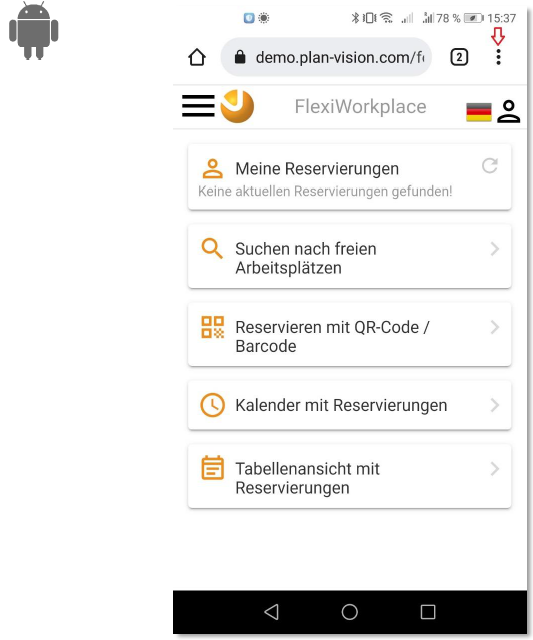 78 % 15:37
demo.plan-vision.com/f
2
FlexiWorkplace
Meine Reservierungen
Keine aktuellen Reservierungen gefunden!
Suchen nach freien
Arbeitsplätzen
Reservieren mit QR-Code /
Barcode
Kalender mit Reservierungen
Tabellenansicht mit
Reservierungen